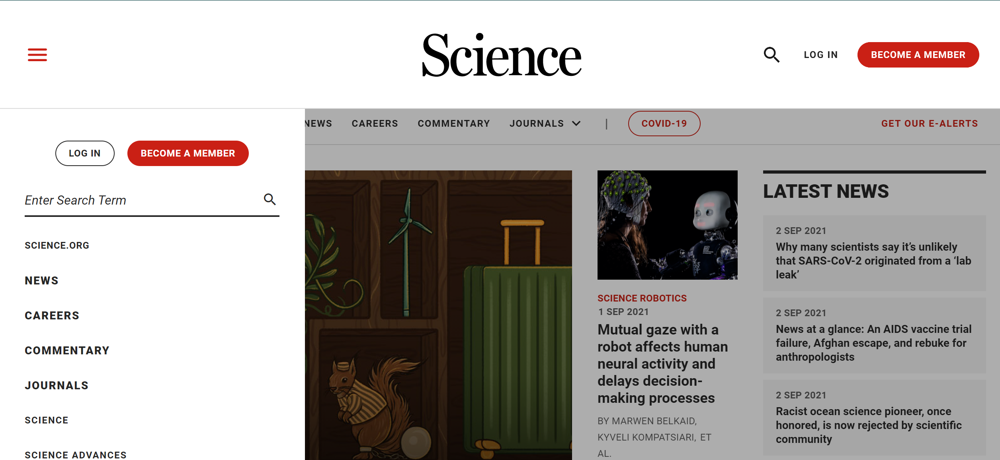 Science
LOG IN
BECOME A MEMBER
NEWS
CAREERS
COMMENTARY
JOURNALS
|
COVID-19
GET OUR E-ALERTS
LOG IN
BECOME A MEMBER
Enter Search Term
SCIENCE.ORG
NEWS
CAREERS
COMMENTARY
JOURNALS
SCIENCE
SCIENCE ADVANCES
SCIENCE ROBOTICS
1 SEP 2021
Mutual gaze with a
robot affects human
neural activity and
delays decision-
making processes
BY MARWEN BELKAID,
KYVELI KOMPATSIARI, ET
AL.
LATEST NEWS
2 SEP 2021
Why many scientists say it’s unlikely
that SARS-CoV-2 originated from a ‘lab
leak’
2 SEP 2021
News at a glance: An AIDS vaccine trial
failure, Afghan escape, and rebuke for
anthropologists
2 SEP 2021
Racist ocean science pioneer, once
honored, is now rejected by scientific
community